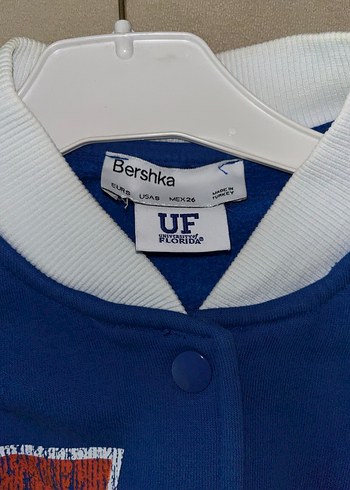 Bershka
EUR S USA S MEX 26
MADE IN
TURKEY
UF
UNIVERSITY of
FLORIDA®